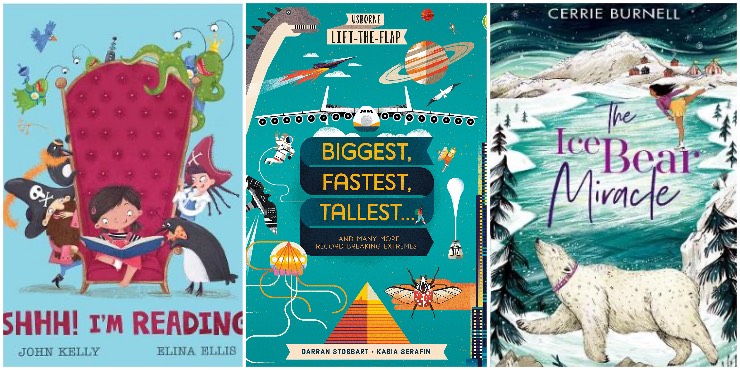 SHHH! I'M READING
JOHN KELLY ELINA ELLIS
USBORNE
LIFT-THE-FLAP
BIGGEST,
FASTEST,
TALLEST...
AND MANY MORE
RECORD BREAKING EXTREMES
DARRAN STOBBART • KABIA SERAFIN
CERRIE BURNELL
The
Ice Bear
Miracle